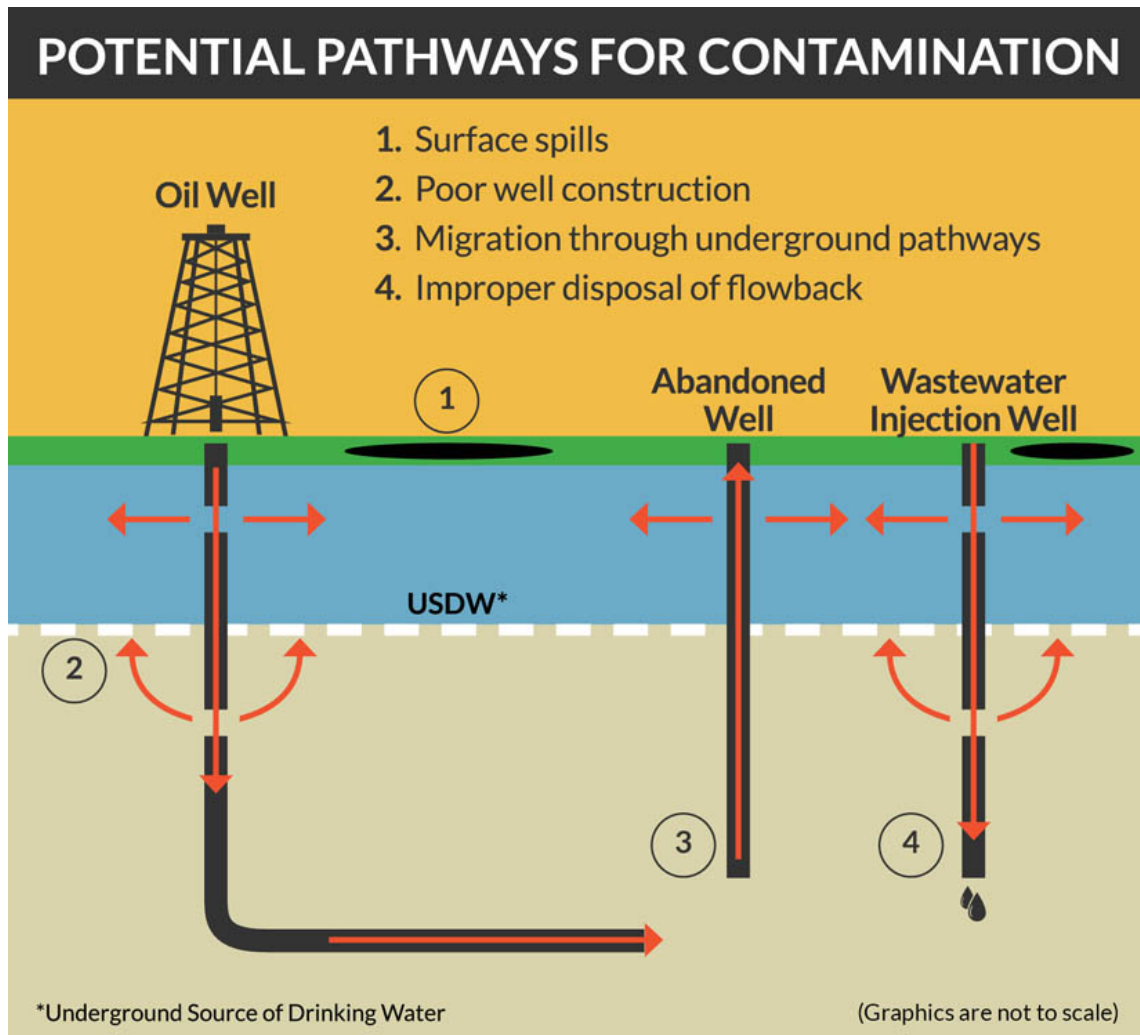 POTENTIAL PATHWAYS FOR CONTAMINATION
1. Surface spills
2. Poor well construction
3. Migration through underground pathways
4. Improper disposal of flowback
Oil Well
1
Abandoned
Well
Wastewater
Injection Well
USDW*
2
3
4
*Underground Source of Drinking Water
(Graphics are not to scale)